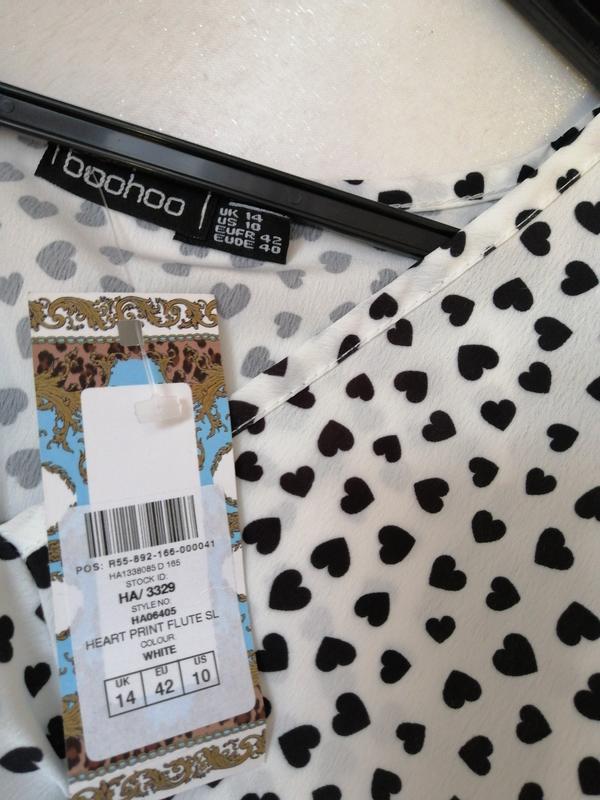 boohoo
UK 14
US 10
EUFR 42
EUDE 40
POS: R55-892-166-000041
HA1338085 D 165
STOCK ID:
HA/ 3329
STYLE NO.
HA06405
HEART PRINT FLUTE SL
COLOUR
WHITE
UK EU US
14 42 10